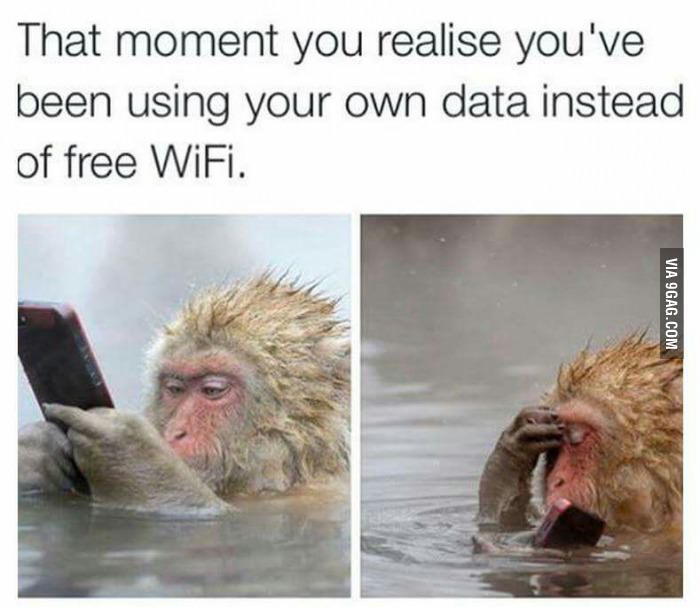 That moment you realise you've
been using your own data instead
of free WiFi.
VIA 9GAG.COM